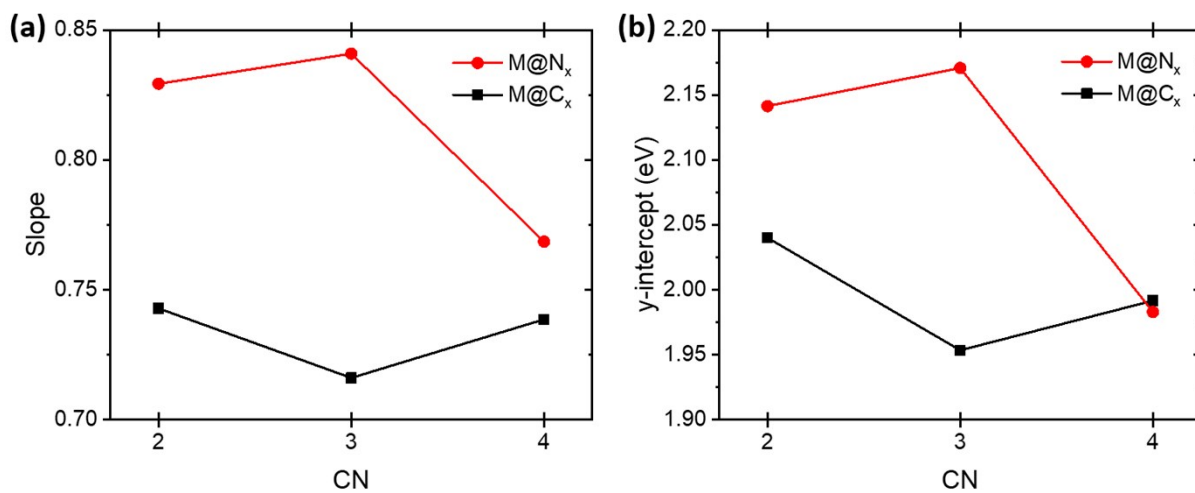 (a)
0.85
0.80
0.75
0.70
Slope
2
3
4
CN
M@Nₓ
M@Cₓ
(b)
2.20
2.15
2.10
2.05
2.00
1.95
1.90
y-intercept (eV)
2
3
4
CN
M@Nₓ
M@Cₓ